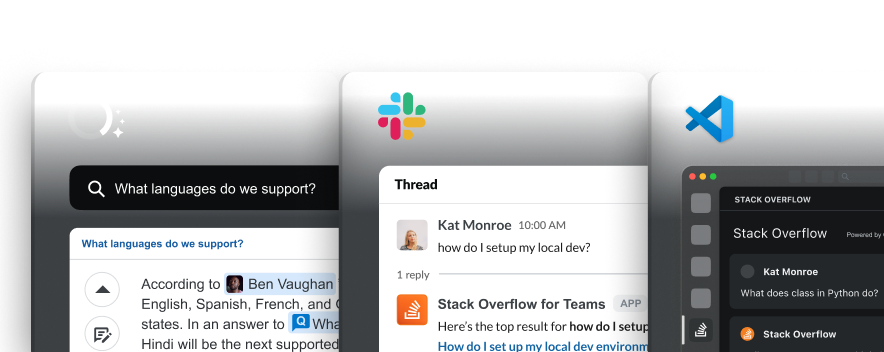 What languages do we support?
What languages do we support?
According to Ben Vaughan
English, Spanish, French, and
states. In an answer to Wha
Hindi will be the next supported
Thread
Kat Monroe 10:00 AM
how do I setup my local dev?
1 reply
Stack Overflow for Teams APP
Here's the top result for how do I setup
How do I set up my local dev environm
STACK OVERFLOW
Stack Overflow Powered by
Kat Monroe
What does class in Python do?
Stack Overflow